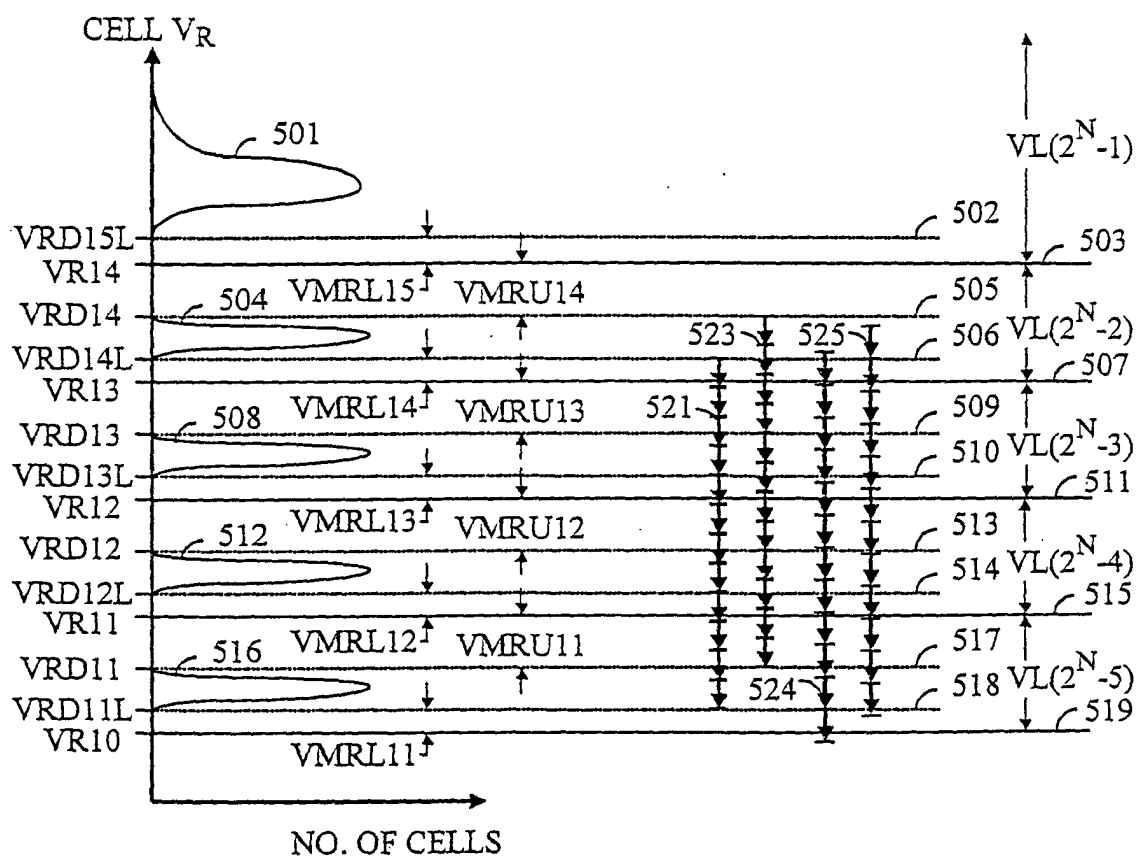 CELL VR
501
VL(2^N-1)
VRD15L
502
VR14
503
VMRL15
VMRU14
504
505
VRD14
523
525
506
VL(2^N-2)
VRD14L
507
VR13
VMRL14
VMRU13
521
508
509
VRD13
510
VL(2^N-3)
VRD13L
511
VR12
VMRL13
VMRU12
512
513
VRD12
514
VL(2^N-4)
VRD12L
515
VR11
VMRL12
VMRU11
516
517
VRD11
524
518
VL(2^N-5)
VRD11L
519
VR10
VMRL11
NO. OF CELLS